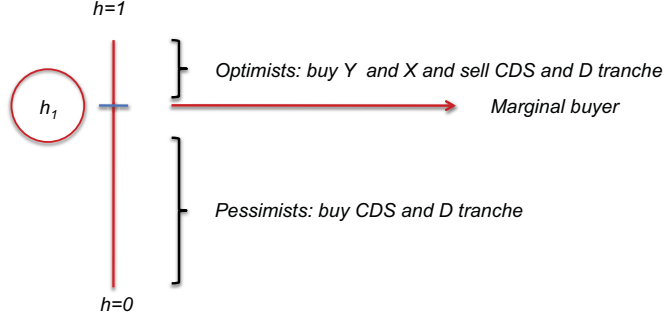 h=1
Optimists: buy Y and X and sell CDS and D tranche
h1
Marginal buyer
Pessimists: buy CDS and D tranche
h=0